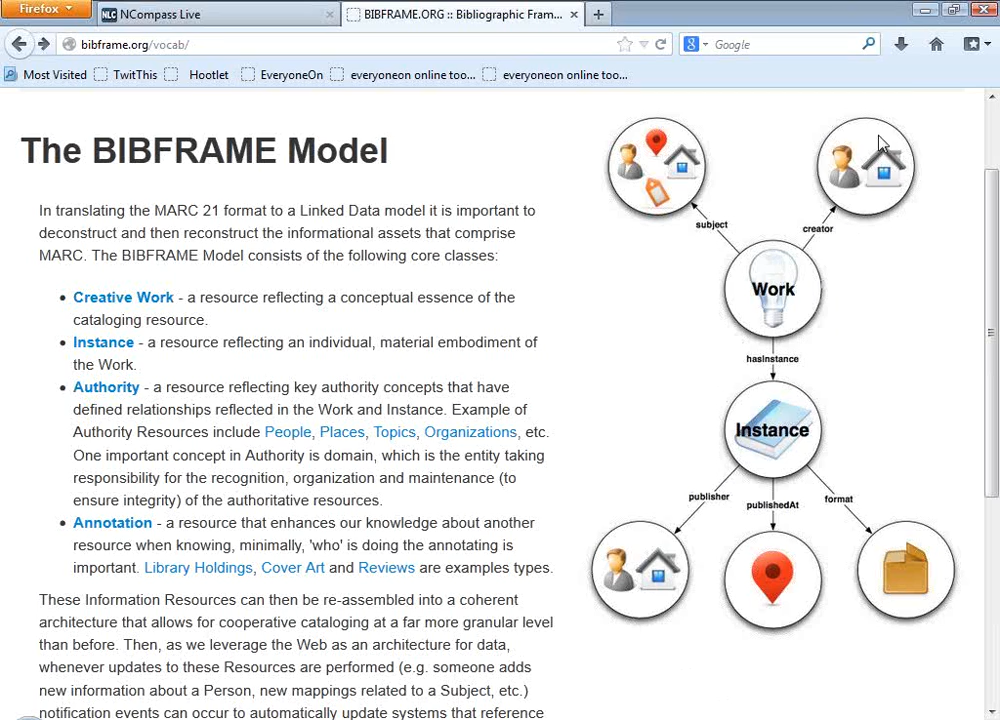 Firefox
NLC NCompass Live
BIBFRAME.ORG :: Bibliographic Fram...
bibframe.org/vocab/
Google
Most Visited
TwitThis
Hootlet
EveryoneOn
everyoneon online too...
everyoneon online too...
The BIBFRAME Model
In translating the MARC 21 format to a Linked Data model it is important to
deconstruct and then reconstruct the informational assets that comprise
MARC. The BIBFRAME Model consists of the following core classes:
• Creative Work - a resource reflecting a conceptual essence of the
cataloging resource.
• Instance - a resource reflecting an individual, material embodiment of
the Work.
• Authority - a resource reflecting key authority concepts that have
defined relationships reflected in the Work and Instance. Example of
Authority Resources include People, Places, Topics, Organizations, etc.
One important concept in Authority is domain, which is the entity taking
responsibility for the recognition, organization and maintenance (to
ensure integrity) of the authoritative resources.
• Annotation - a resource that enhances our knowledge about another
resource when knowing, minimally, 'who' is doing the annotating is
important. Library Holdings, Cover Art and Reviews are examples types.
These Information Resources can then be re-assembled into a coherent
architecture that allows for cooperative cataloging at a far more granular level
than before. Then, as we leverage the Web as an architecture for data,
whenever updates to these Resources are performed (e.g. someone adds
new information about a Person, new mappings related to a Subject, etc.)
notification events can occur to automatically update systems that reference
subject
creator
Work
hasInstance
Instance
publisher
publishedAt
format